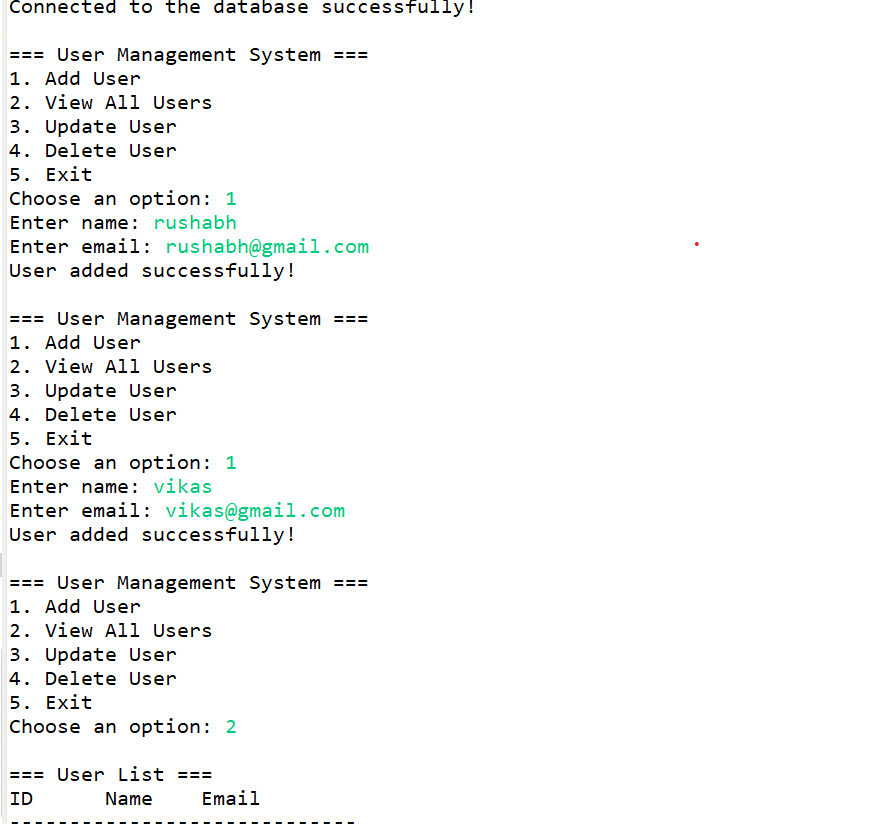 Connected to the database successfully!
=== User Management System ===
1. Add User
2. View All Users
3. Update User
4. Delete User
5. Exit
Choose an option: 1
Enter name: rushabh
Enter email: rushabh@gmail.com
User added successfully!
=== User Management System ===
1. Add User
2. View All Users
3. Update User
4. Delete User
5. Exit
Choose an option: 1
Enter name: vikas
Enter email: vikas@gmail.com
User added successfully!
=== User Management System ===
1. Add User
2. View All Users
3. Update User
4. Delete User
5. Exit
Choose an option: 2
=== User List ===
ID      Name    Email
-----------------------------